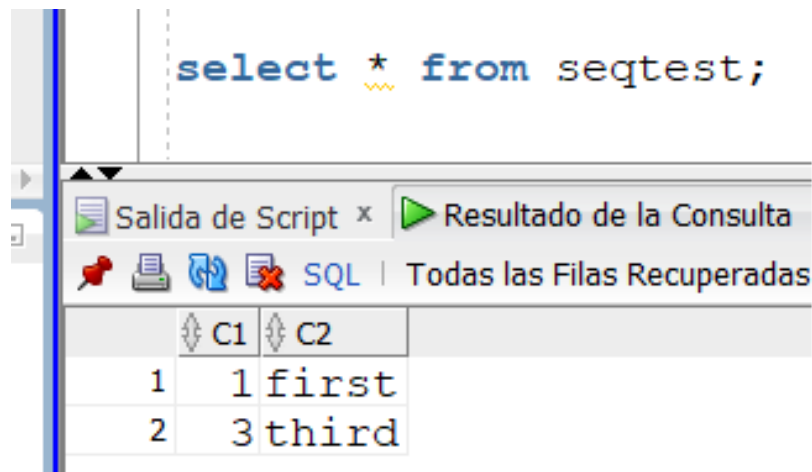 select * from seqtest;
Salida de Script x Resultado de la Consulta
SQL | Todas las Filas Recuperadas
C1 C2
1 1 first
2 3 third